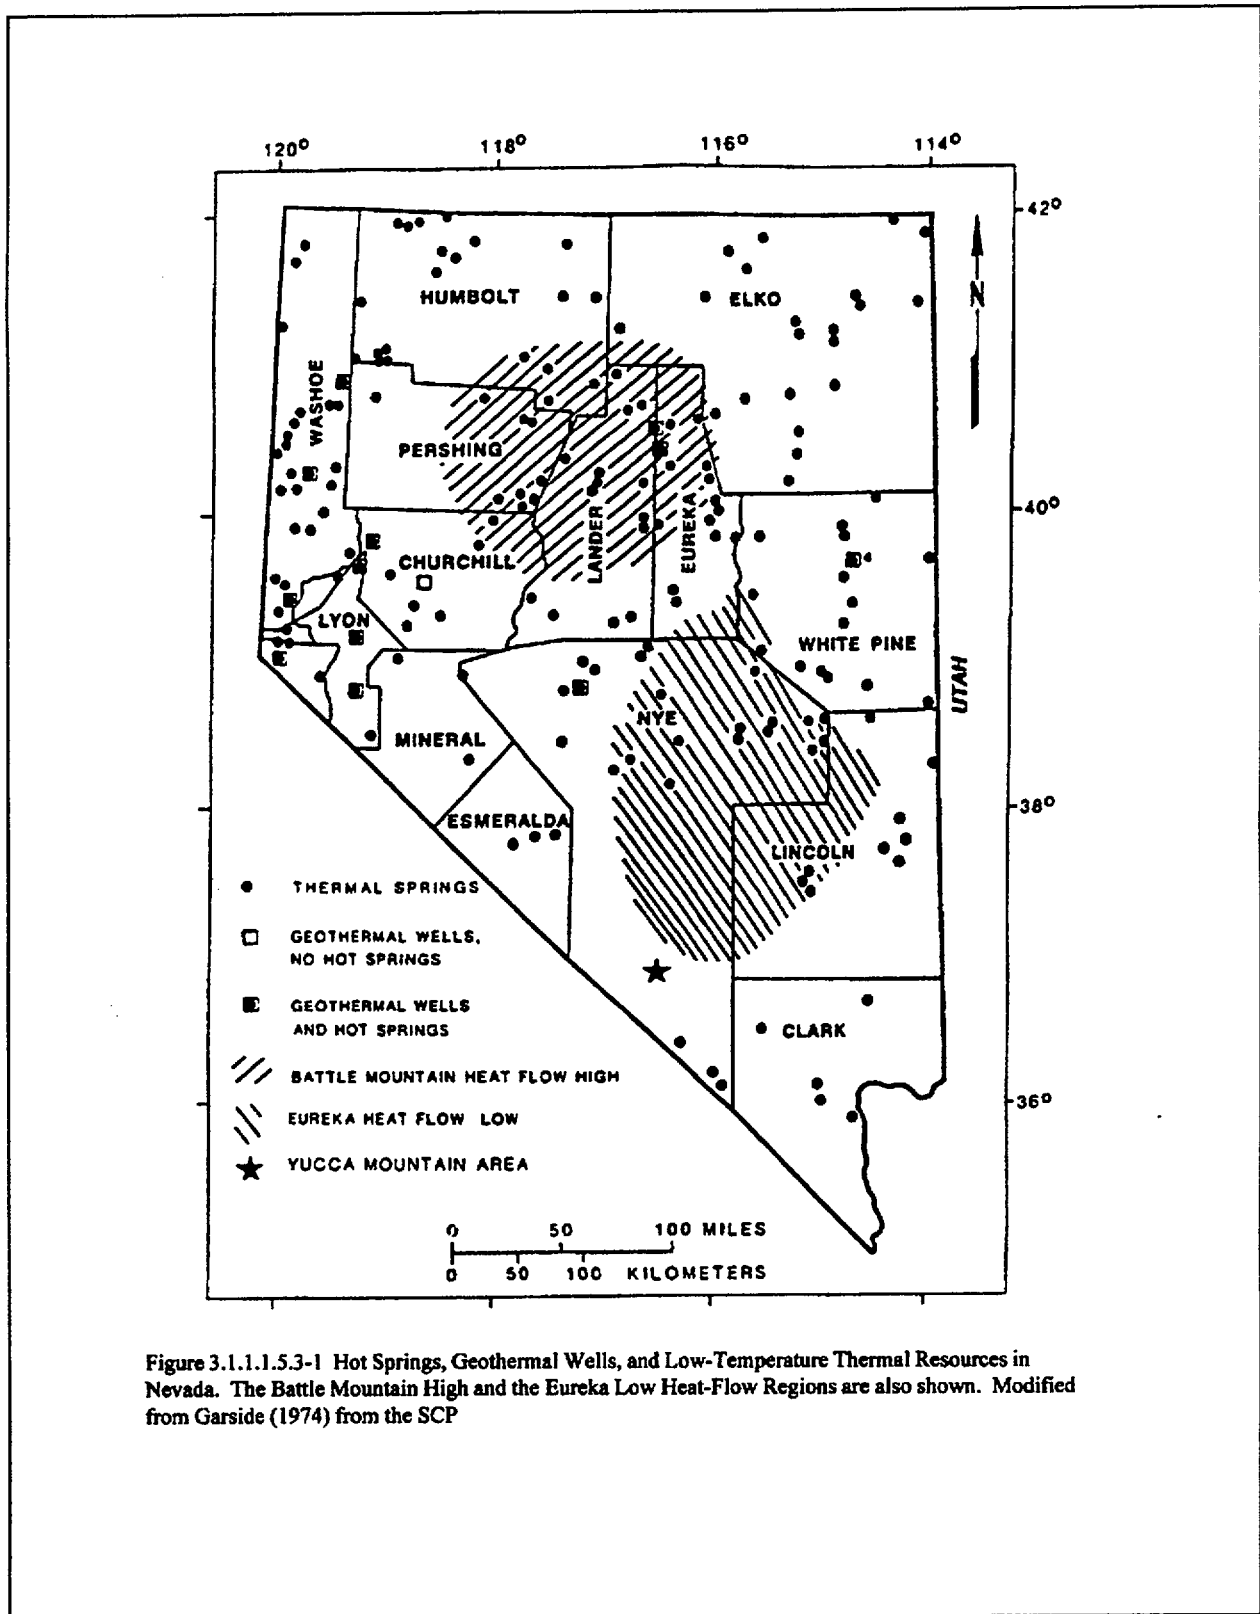 120° 118° 116° 114°
42°
N
HUMBOLT
ELKO
WASHOE
PERSHING
40°
LANDER
EUREKA
CHURCHILL
4
LYON
WHITE PINE
UTAH
NYE
MINERAL
38°
ESMERALDA
LINCOLN
THERMAL SPRINGS
GEOTHERMAL WELLS,
NO HOT SPRINGS
GEOTHERMAL WELLS
AND HOT SPRINGS
CLARK
BATTLE MOUNTAIN HEAT FLOW HIGH
36°
EUREKA HEAT FLOW LOW
YUCCA MOUNTAIN AREA
0 50 100 MILES
0 50 100 KILOMETERS
Figure 3.1.1.1.5.3-1 Hot Springs, Geothermal Wells, and Low-Temperature Thermal Resources in
Nevada. The Battle Mountain High and the Eureka Low Heat-Flow Regions are also shown. Modified
from Garside (1974) from the SCP